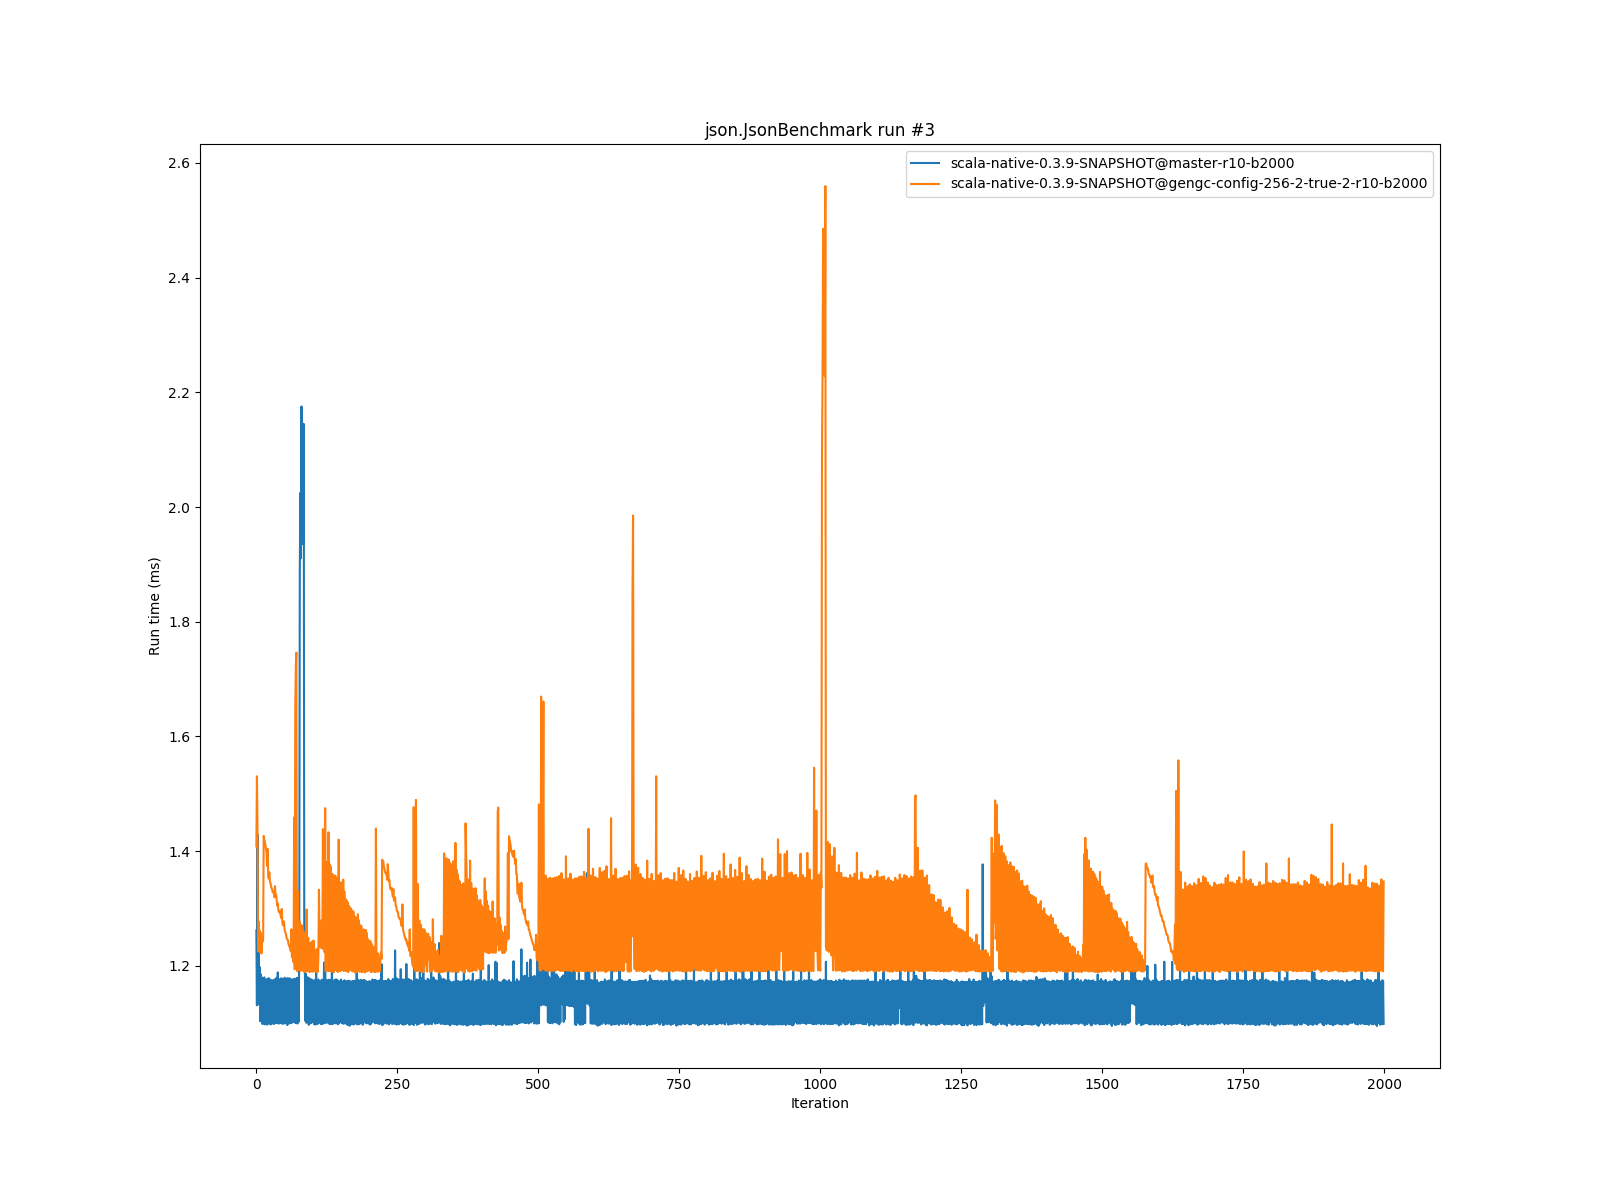 json.JsonBenchmark run #3
scala-native-0.3.9-SNAPSHOT@master-r10-b2000
scala-native-0.3.9-SNAPSHOT@gengc-config-256-2-true-2-r10-b2000
Run time (ms)
2.6
2.4
2.2
2.0
1.8
1.6
1.4
1.2
0 250 500 750 1000 1250 1500 1750 2000
Iteration